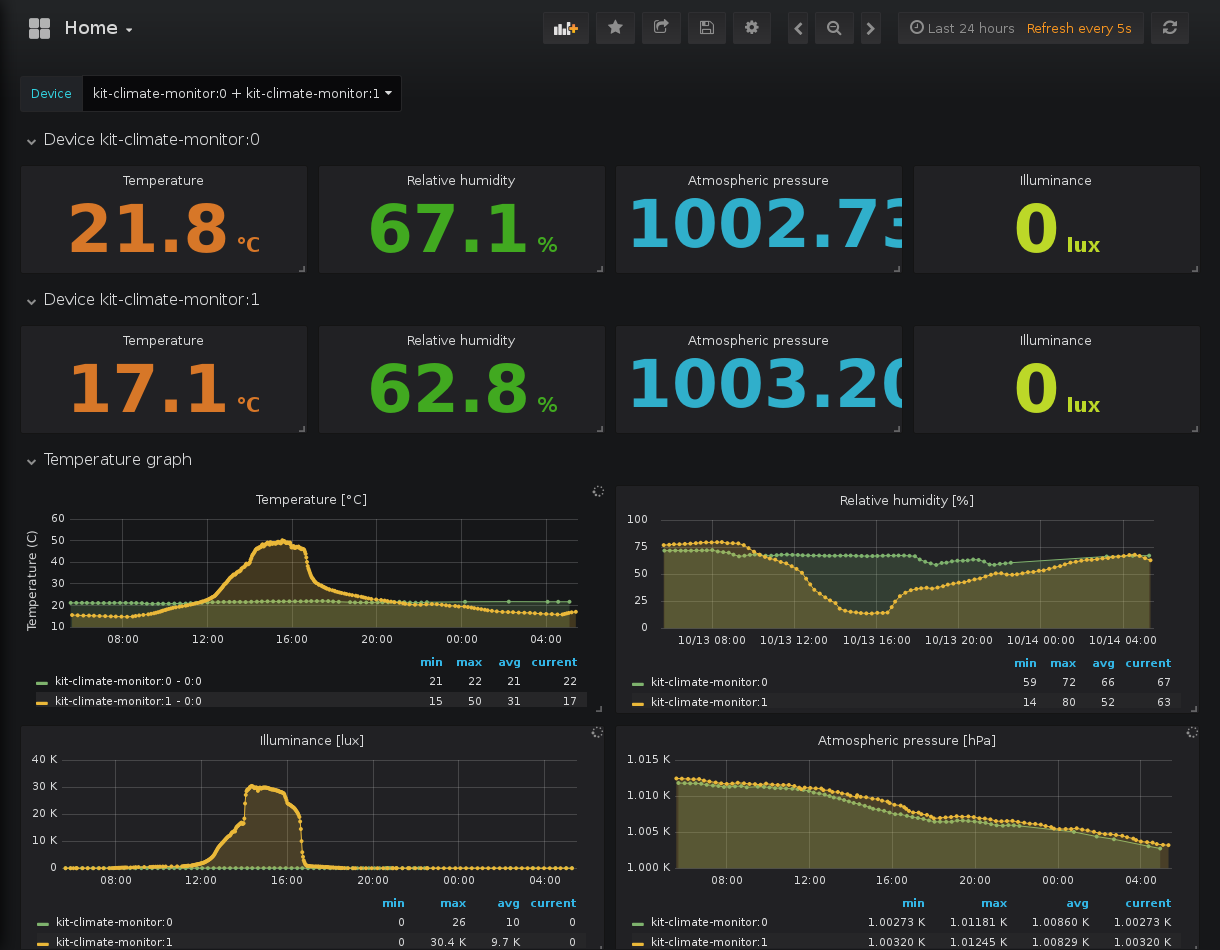 Home
Last 24 hours Refresh every 5s
Device kit-climate-monitor:0 + kit-climate-monitor:1
Device kit-climate-monitor:0
Temperature Relative humidity Atmospheric pressure Illuminance
21.8 °C 67.1 % 1002.73 0 lux
Device kit-climate-monitor:1
Temperature Relative humidity Atmospheric pressure Illuminance
17.1 °C 62.8 % 1003.20 0 lux
Temperature graph
Temperature [°C]
Temperature (C)
60
50
40
30
20
10
08:00 12:00 16:00 20:00 00:00 04:00
min max avg current
kit-climate-monitor:0 - 0:0 21 22 21 22
kit-climate-monitor:1 - 0:0 15 50 31 17
Relative humidity [%]
100
75
50
25
0
10/13 08:00 10/13 12:00 10/13 16:00 10/13 20:00 10/14 00:00 10/14 04:00
min max avg current
kit-climate-monitor:0 59 72 66 67
kit-climate-monitor:1 14 80 52 63
Illuminance [lux]
40 K
30 K
20 K
10 K
0
08:00 12:00 16:00 20:00 00:00 04:00
min max avg current
kit-climate-monitor:0 0 26 10 0
kit-climate-monitor:1 0 30.4 K 9.7 K 0
Atmospheric pressure [hPa]
1.015 K
1.010 K
1.005 K
1.000 K
08:00 12:00 16:00 20:00 00:00 04:00
min max avg current
kit-climate-monitor:0 1.00273 K 1.01181 K 1.00860 K 1.00273 K
kit-climate-monitor:1 1.00320 K 1.01245 K 1.00829 K 1.00320 K